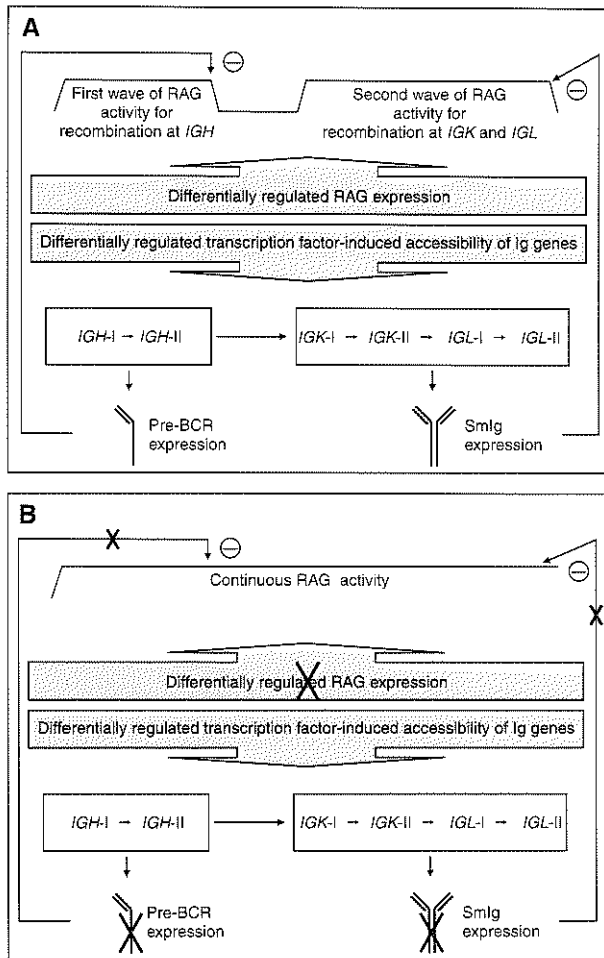 A
First wave of RAG
activity for
recombination at IGH
Second wave of RAG
activity for
recombination at IGK and IGL
Differentially regulated RAG expression
Differentially regulated transcription factor-induced accessibility of Ig genes
IGH-I → IGH-II
IGK-I → IGK-II → IGL-I → IGL-II
Pre-BCR
expression
SmIg
expression
B
Continuous RAG activity
Differentially regulated RAG expression
Differentially regulated transcription factor-induced accessibility of Ig genes
IGH-I → IGH-II
IGK-I → IGK-II → IGL-I → IGL-II
Pre-BCR
expression
SmIg
expression